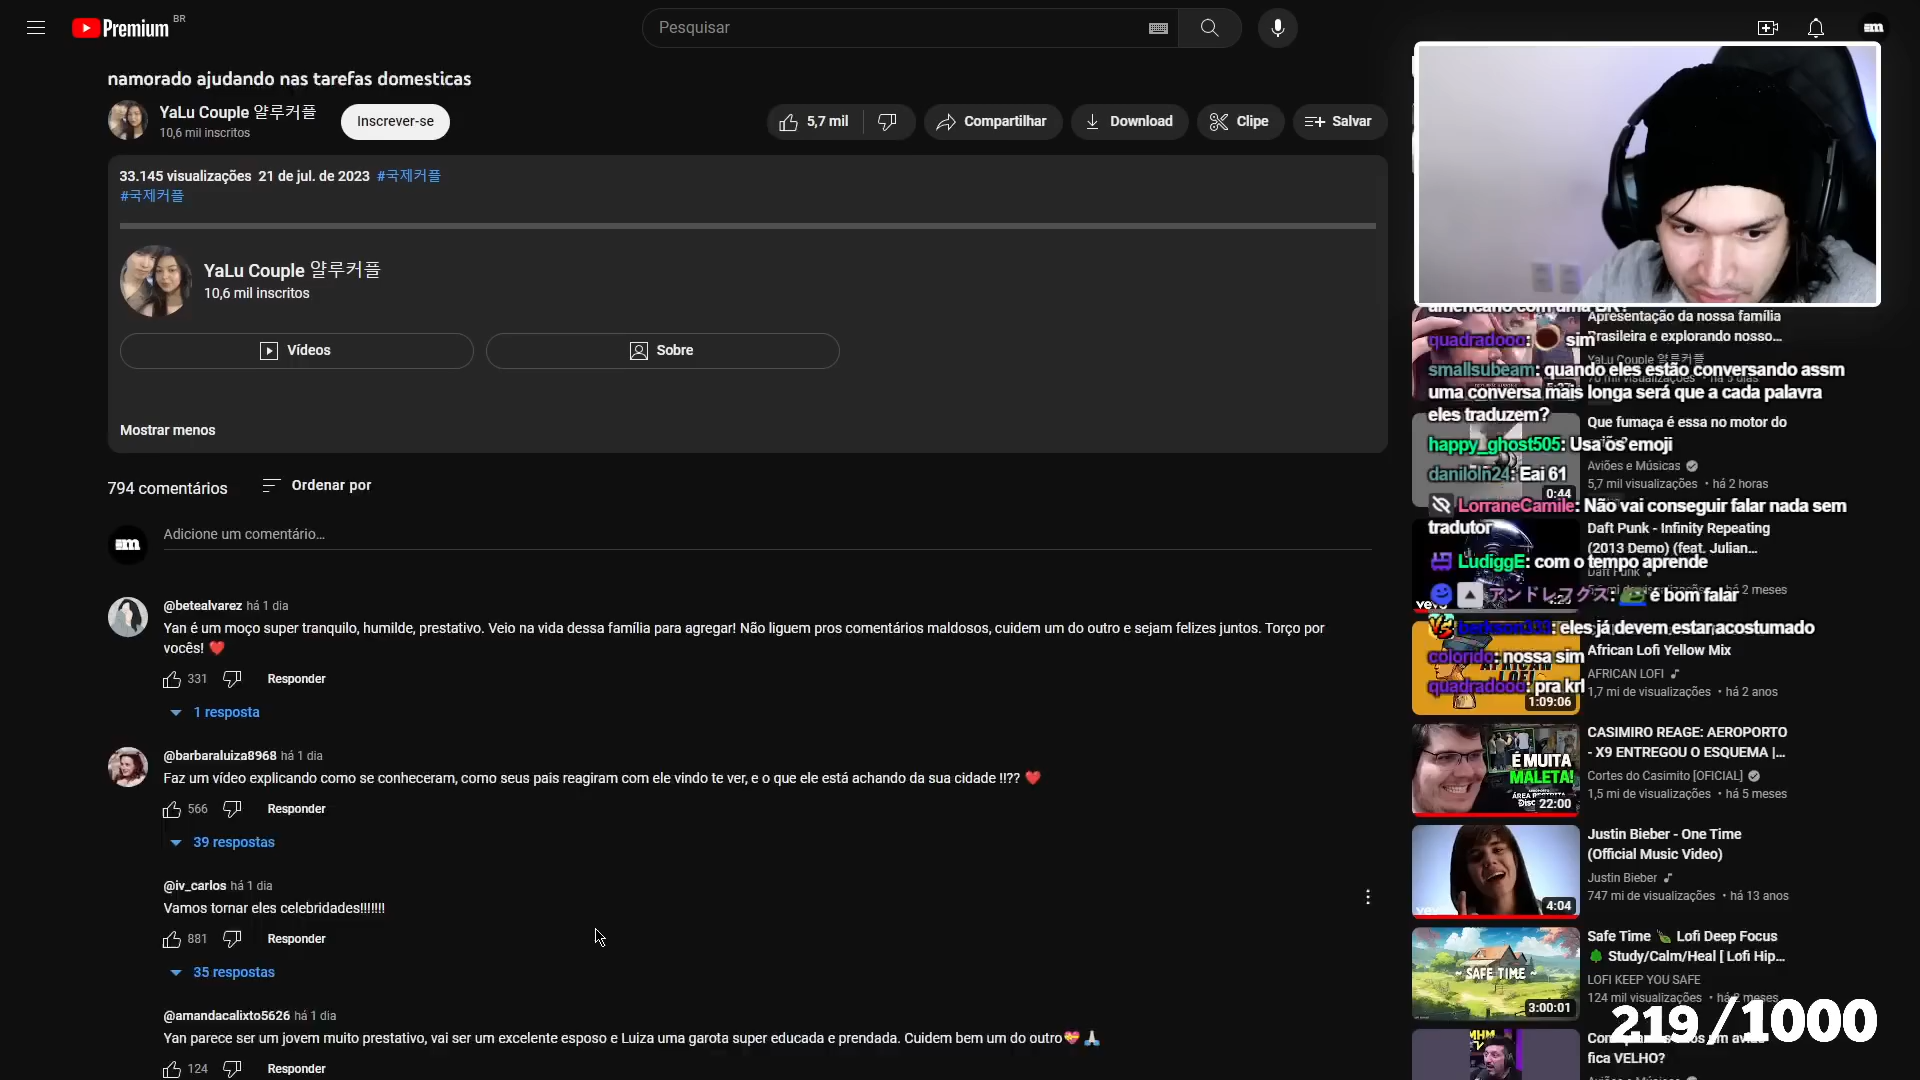 Premium BR
Pesquisar
namorado ajudando nas tarefas domesticas
YaLu Couple 얄루커플
10,6 mil inscritos
Inscrever-se
5,7 mil
Compartilhar
Download
Clipe
Salvar
33.145 visualizações 21 de jul. de 2023 #국제커플
#국제커플
YaLu Couple 얄루커플
10,6 mil inscritos
Vídeos
Sobre
Mostrar menos
794 comentários
Ordenar por
Adicione um comentário...
@betealvarez há 1 dia
Yan é um moço super tranquilo, humilde, prestativo. Veio na vida dessa família para agregar! Não liguem pros comentários maldosos, cuidem um do outro e sejam felizes juntos. Torço por
vocês! ❤️
331
Responder
1 resposta
@barbaraluiza8968 há 1 dia
Faz um vídeo explicando como se conheceram, como seus pais reagiram com ele vindo te ver, e o que ele está achando da sua cidade !!?? ❤️
566
Responder
39 respostas
@iv_carlos há 1 dia
Vamos tornar eles celebridades!!!!!!!
881
Responder
35 respostas
@amandacalixto5626 há 1 dia
Yan parece ser um jovem muito prestativo, vai ser um excelente esposo e Luiza uma garota super educada e prendada. Cuidem bem um do outro💝🙏
124
Responder
americano com uma BR?
quadradooo: sim
smallsubeam: quando eles estão conversando assm
uma conversa mais longa será que a cada palavra
eles traduzem?
happy_ghost505: Usa os emoji
daniloln24: Eai 61
LorraneCamile: Não vai conseguir falar nada sem
tradutor
LudiggE: com o tempo aprende
アンドレフクス: é bom falar
eles já devem estar acostumado
colorido: nossa sim
quadradooo: pra krl
Apresentação da nossa família
Brasileira e explorando nosso...
YaLu Couple 얄루커플
Que fumaça é essa no motor do
Aviões e Músicas
5,7 mil visualizações • há 2 horas
0:44
Daft Punk - Infinity Repeating
(2013 Demo) (feat. Julian...
Daft Punk
há 2 meses
African Lofi Yellow Mix
AFRICAN LOFI
1,7 mi de visualizações • há 2 anos
1:09:06
É MUITA
MALETA!
22:00
CASIMIRO REAGE: AEROPORTO
- X9 ENTREGOU O ESQUEMA |...
Cortes do Casimito [OFICIAL]
1,5 mi de visualizações • há 5 meses
4:04
Justin Bieber - One Time
(Official Music Video)
Justin Bieber
747 mi de visualizações • há 13 anos
~ SAFE TIME ~
3:00:01
Safe Time 🍃 Lofi Deep Focus
🌳 Study/Calm/Heal [ Lofi Hip...
LOFI KEEP YOU SAFE
124 mil visualizações • há 2 meses
219/1000
fica VELHO?